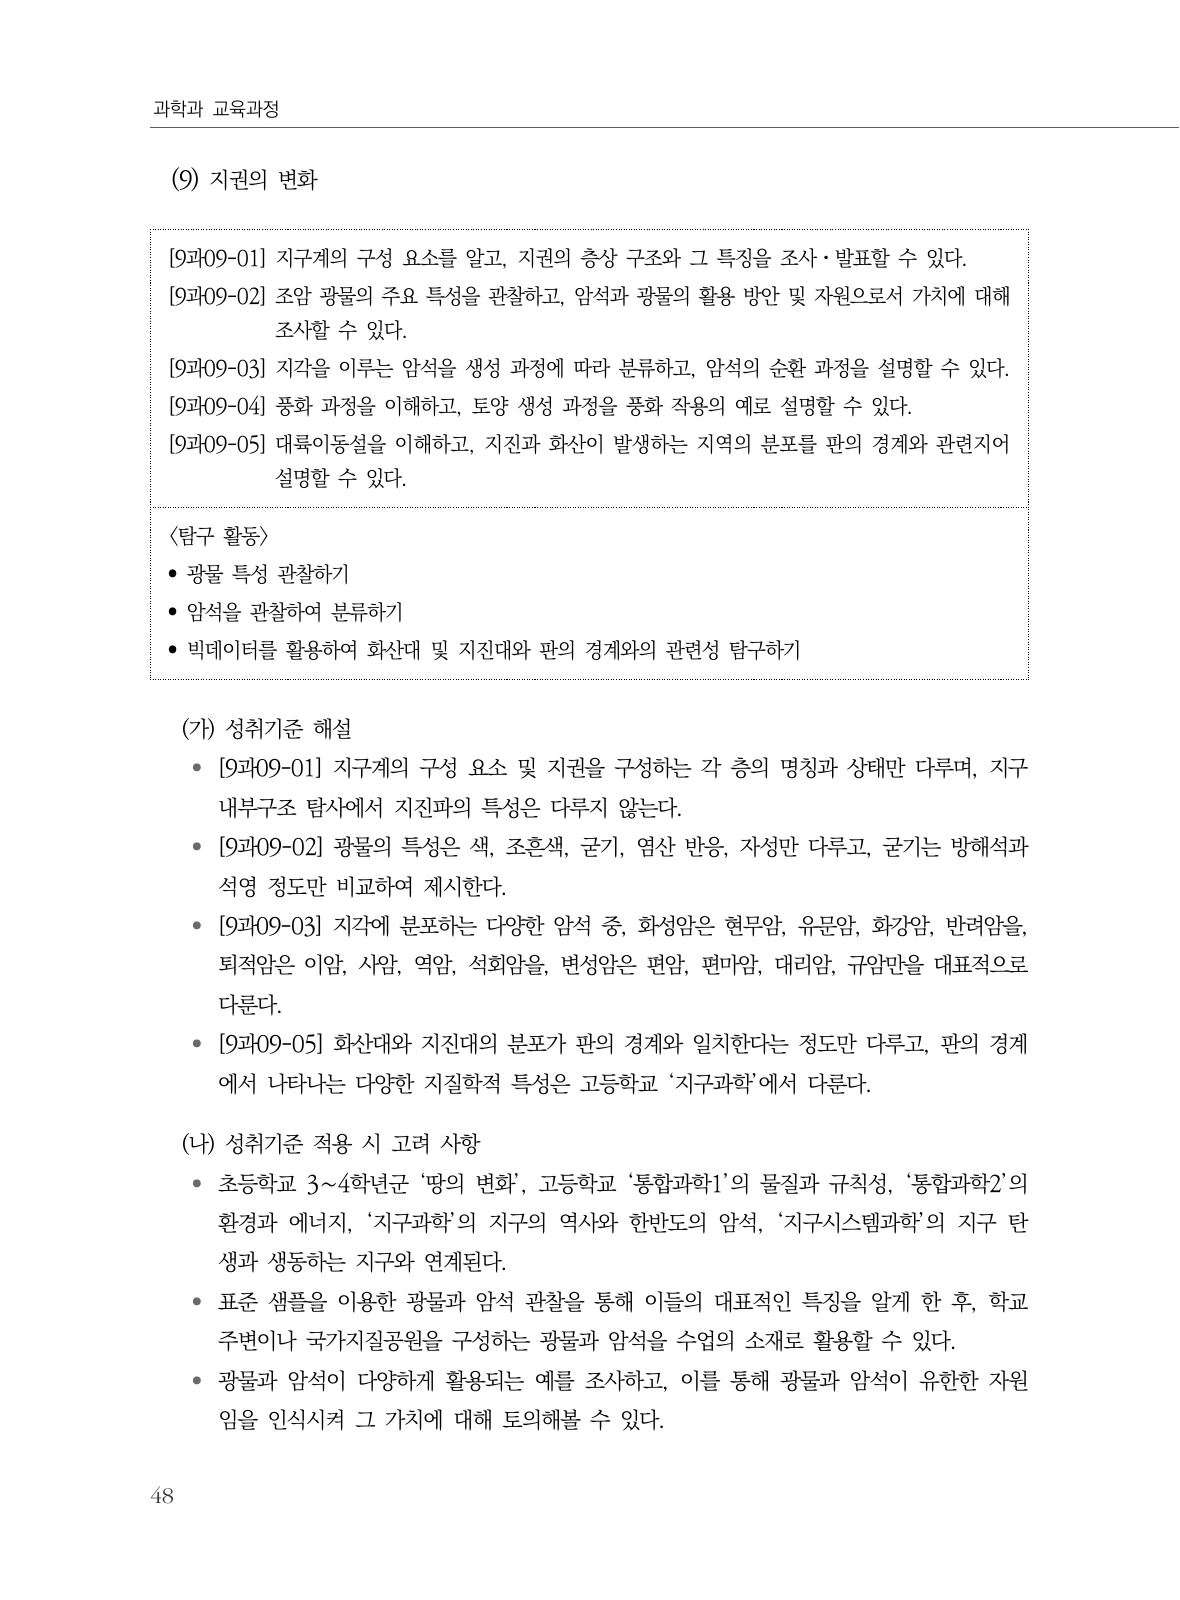 과학과 교육과정
(9) 지권의 변화
[9과09-01] 지구계의 구성 요소를 알고, 지권의 층상 구조와 그 특징을 조사・발표할 수 있다.
[9과09-02] 조암 광물의 주요 특성을 관찰하고, 암석과 광물의 활용 방안 및 자원으로서 가치에 대해
조사할 수 있다.
[9과09-03] 지각을 이루는 암석을 생성 과정에 따라 분류하고, 암석의 순환 과정을 설명할 수 있다.
[9과09-04] 풍화 과정을 이해하고, 토양 생성 과정을 풍화 작용의 예로 설명할 수 있다.
[9과09-05] 대륙이동설을 이해하고, 지진과 화산이 발생하는 지역의 분포를 판의 경계와 관련지어
설명할 수 있다.
〈탐구 활동〉
• 광물 특성 관찰하기
• 암석을 관찰하여 분류하기
• 빅데이터를 활용하여 화산대 및 지진대와 판의 경계와의 관련성 탐구하기
(가) 성취기준 해설
• [9과09-01] 지구계의 구성 요소 및 지권을 구성하는 각 층의 명칭과 상태만 다루며, 지구
내부구조 탐사에서 지진파의 특성은 다루지 않는다.
• [9과09-02] 광물의 특성은 색, 조흔색, 굳기, 염산 반응, 자성만 다루고, 굳기는 방해석과
석영 정도만 비교하여 제시한다.
• [9과09-03] 지각에 분포하는 다양한 암석 중, 화성암은 현무암, 유문암, 화강암, 반려암을,
퇴적암은 이암, 사암, 역암, 석회암을, 변성암은 편암, 편마암, 대리암, 규암만을 대표적으로
다룬다.
• [9과09-05] 화산대와 지진대의 분포가 판의 경계와 일치한다는 정도만 다루고, 판의 경계
에서 나타나는 다양한 지질학적 특성은 고등학교 ‘지구과학’에서 다룬다.
(나) 성취기준 적용 시 고려 사항
• 초등학교 3~4학년군 ‘땅의 변화’, 고등학교 ‘통합과학1’의 물질과 규칙성, ‘통합과학2’의
환경과 에너지, ‘지구과학’의 지구의 역사와 한반도의 암석, ‘지구시스템과학’의 지구 탄
생과 생동하는 지구와 연계된다.
• 표준 샘플을 이용한 광물과 암석 관찰을 통해 이들의 대표적인 특징을 알게 한 후, 학교
주변이나 국가지질공원을 구성하는 광물과 암석을 수업의 소재로 활용할 수 있다.
• 광물과 암석이 다양하게 활용되는 예를 조사하고, 이를 통해 광물과 암석이 유한한 자원
임을 인식시켜 그 가치에 대해 토의해볼 수 있다.
48